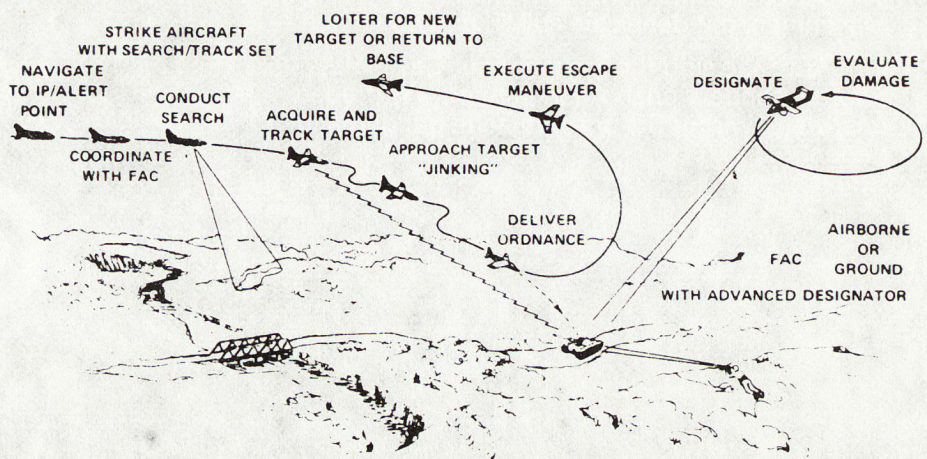 STRIKE AIRCRAFT
WITH SEARCH/TRACK SET
NAVIGATE
TO IP/ALERT
POINT
COORDINATE
WITH FAC
CONDUCT
SEARCH
ACQUIRE AND
TRACK TARGET
LOITER FOR NEW
TARGET OR RETURN TO
BASE
APPROACH TARGET
"JINKING"
EXECUTE ESCAPE
MANEUVER
DELIVER
ORDNANCE
DESIGNATE
EVALUATE
DAMAGE
FAC
AIRBORNE
OR
GROUND
WITH ADVANCED DESIGNATOR